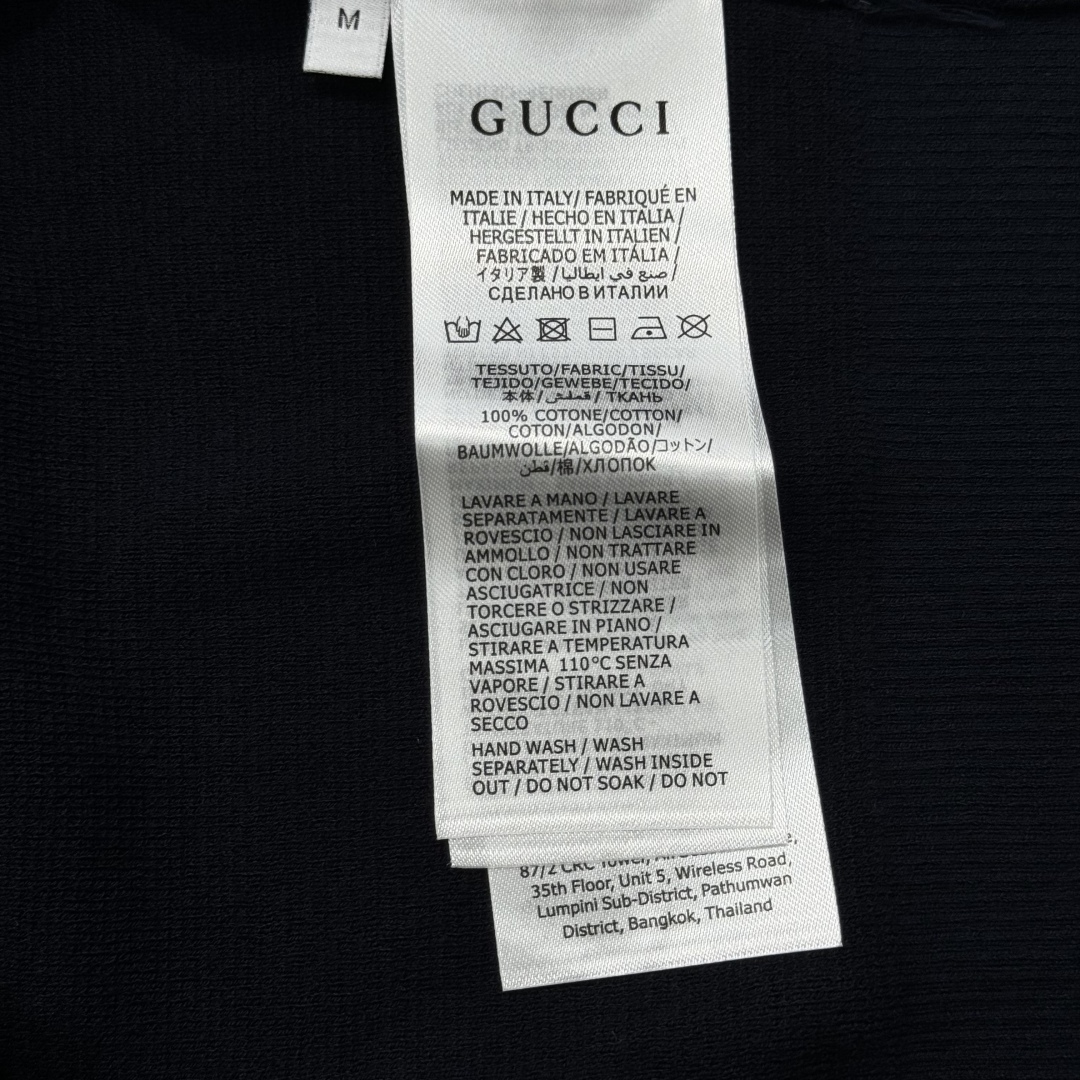 M
GUCCI
MADE IN ITALY/ FABRIQUÉ EN
ITALIE / HECHO EN ITALIA /
HERGESTELLT IN ITALIEN /
FABRICADO EM ITÁLIA /
イタリア製 / صنع في ايطاليا /
СДЕЛАНО В ИТАЛИИ
TESSUTO/FABRIC/TISSU/
TEJIDO/GEWEBE/TECIDO/
本体/ قملش / ТКАНЬ
100% COTONE/COTTON/
COTON/ALGODON/
BAUMWOLLE/ALGODÃO/コットン/
قطن/棉/ХЛОПОК
LAVARE A MANO / LAVARE
SEPARATAMENTE / LAVARE A
ROVESCIO / NON LASCIARE IN
AMMOLLO / NON TRATTARE
CON CLORO / NON USARE
ASCIUGATRICE / NON
TORCERE O STRIZZARE /
ASCIUGARE IN PIANO /
STIRARE A TEMPERATURA
MASSIMA 110°C SENZA
VAPORE / STIRARE A
ROVESCIO / NON LAVARE A
SECCO
HAND WASH / WASH
SEPARATELY / WASH INSIDE
OUT / DO NOT SOAK / DO NOT
87/2 CRC Tower,
35th Floor, Unit 5, Wireless Road,
Lumpini Sub-District, Pathumwan
District, Bangkok, Thailand